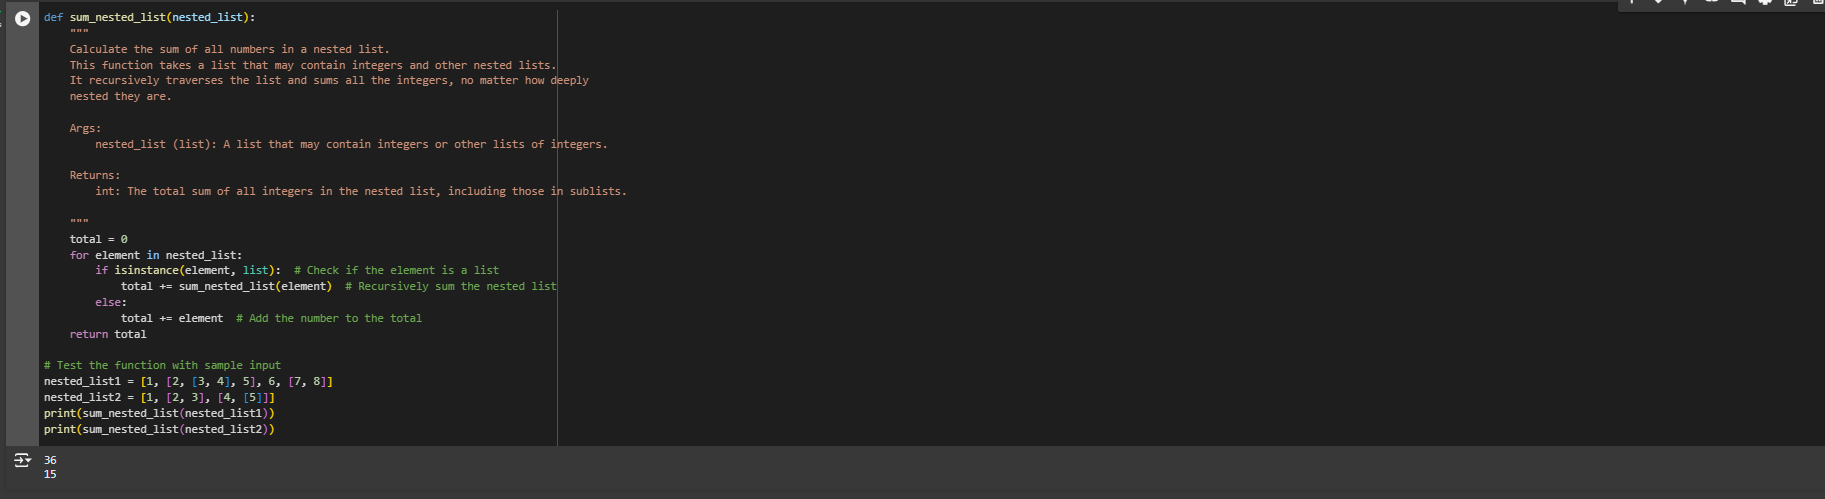 def sum_nested_list(nested_list):
    """
    Calculate the sum of all numbers in a nested list.
    This function takes a list that may contain integers and other nested lists.
    It recursively traverses the list and sums all the integers, no matter how deeply
    nested they are.

    Args:
        nested_list (list): A list that may contain integers or other lists of integers.

    Returns:
        int: The total sum of all integers in the nested list, including those in sublists.

    """
    total = 0
    for element in nested_list:
        if isinstance(element, list):  # Check if the element is a list
            total += sum_nested_list(element)  # Recursively sum the nested list
        else:
            total += element  # Add the number to the total
    return total

# Test the function with sample input
nested_list1 = [1, [2, [3, 4], 5], 6, [7, 8]]
nested_list2 = [1, [2, 3], [4, [5]]]
print(sum_nested_list(nested_list1))
print(sum_nested_list(nested_list2))
36
15